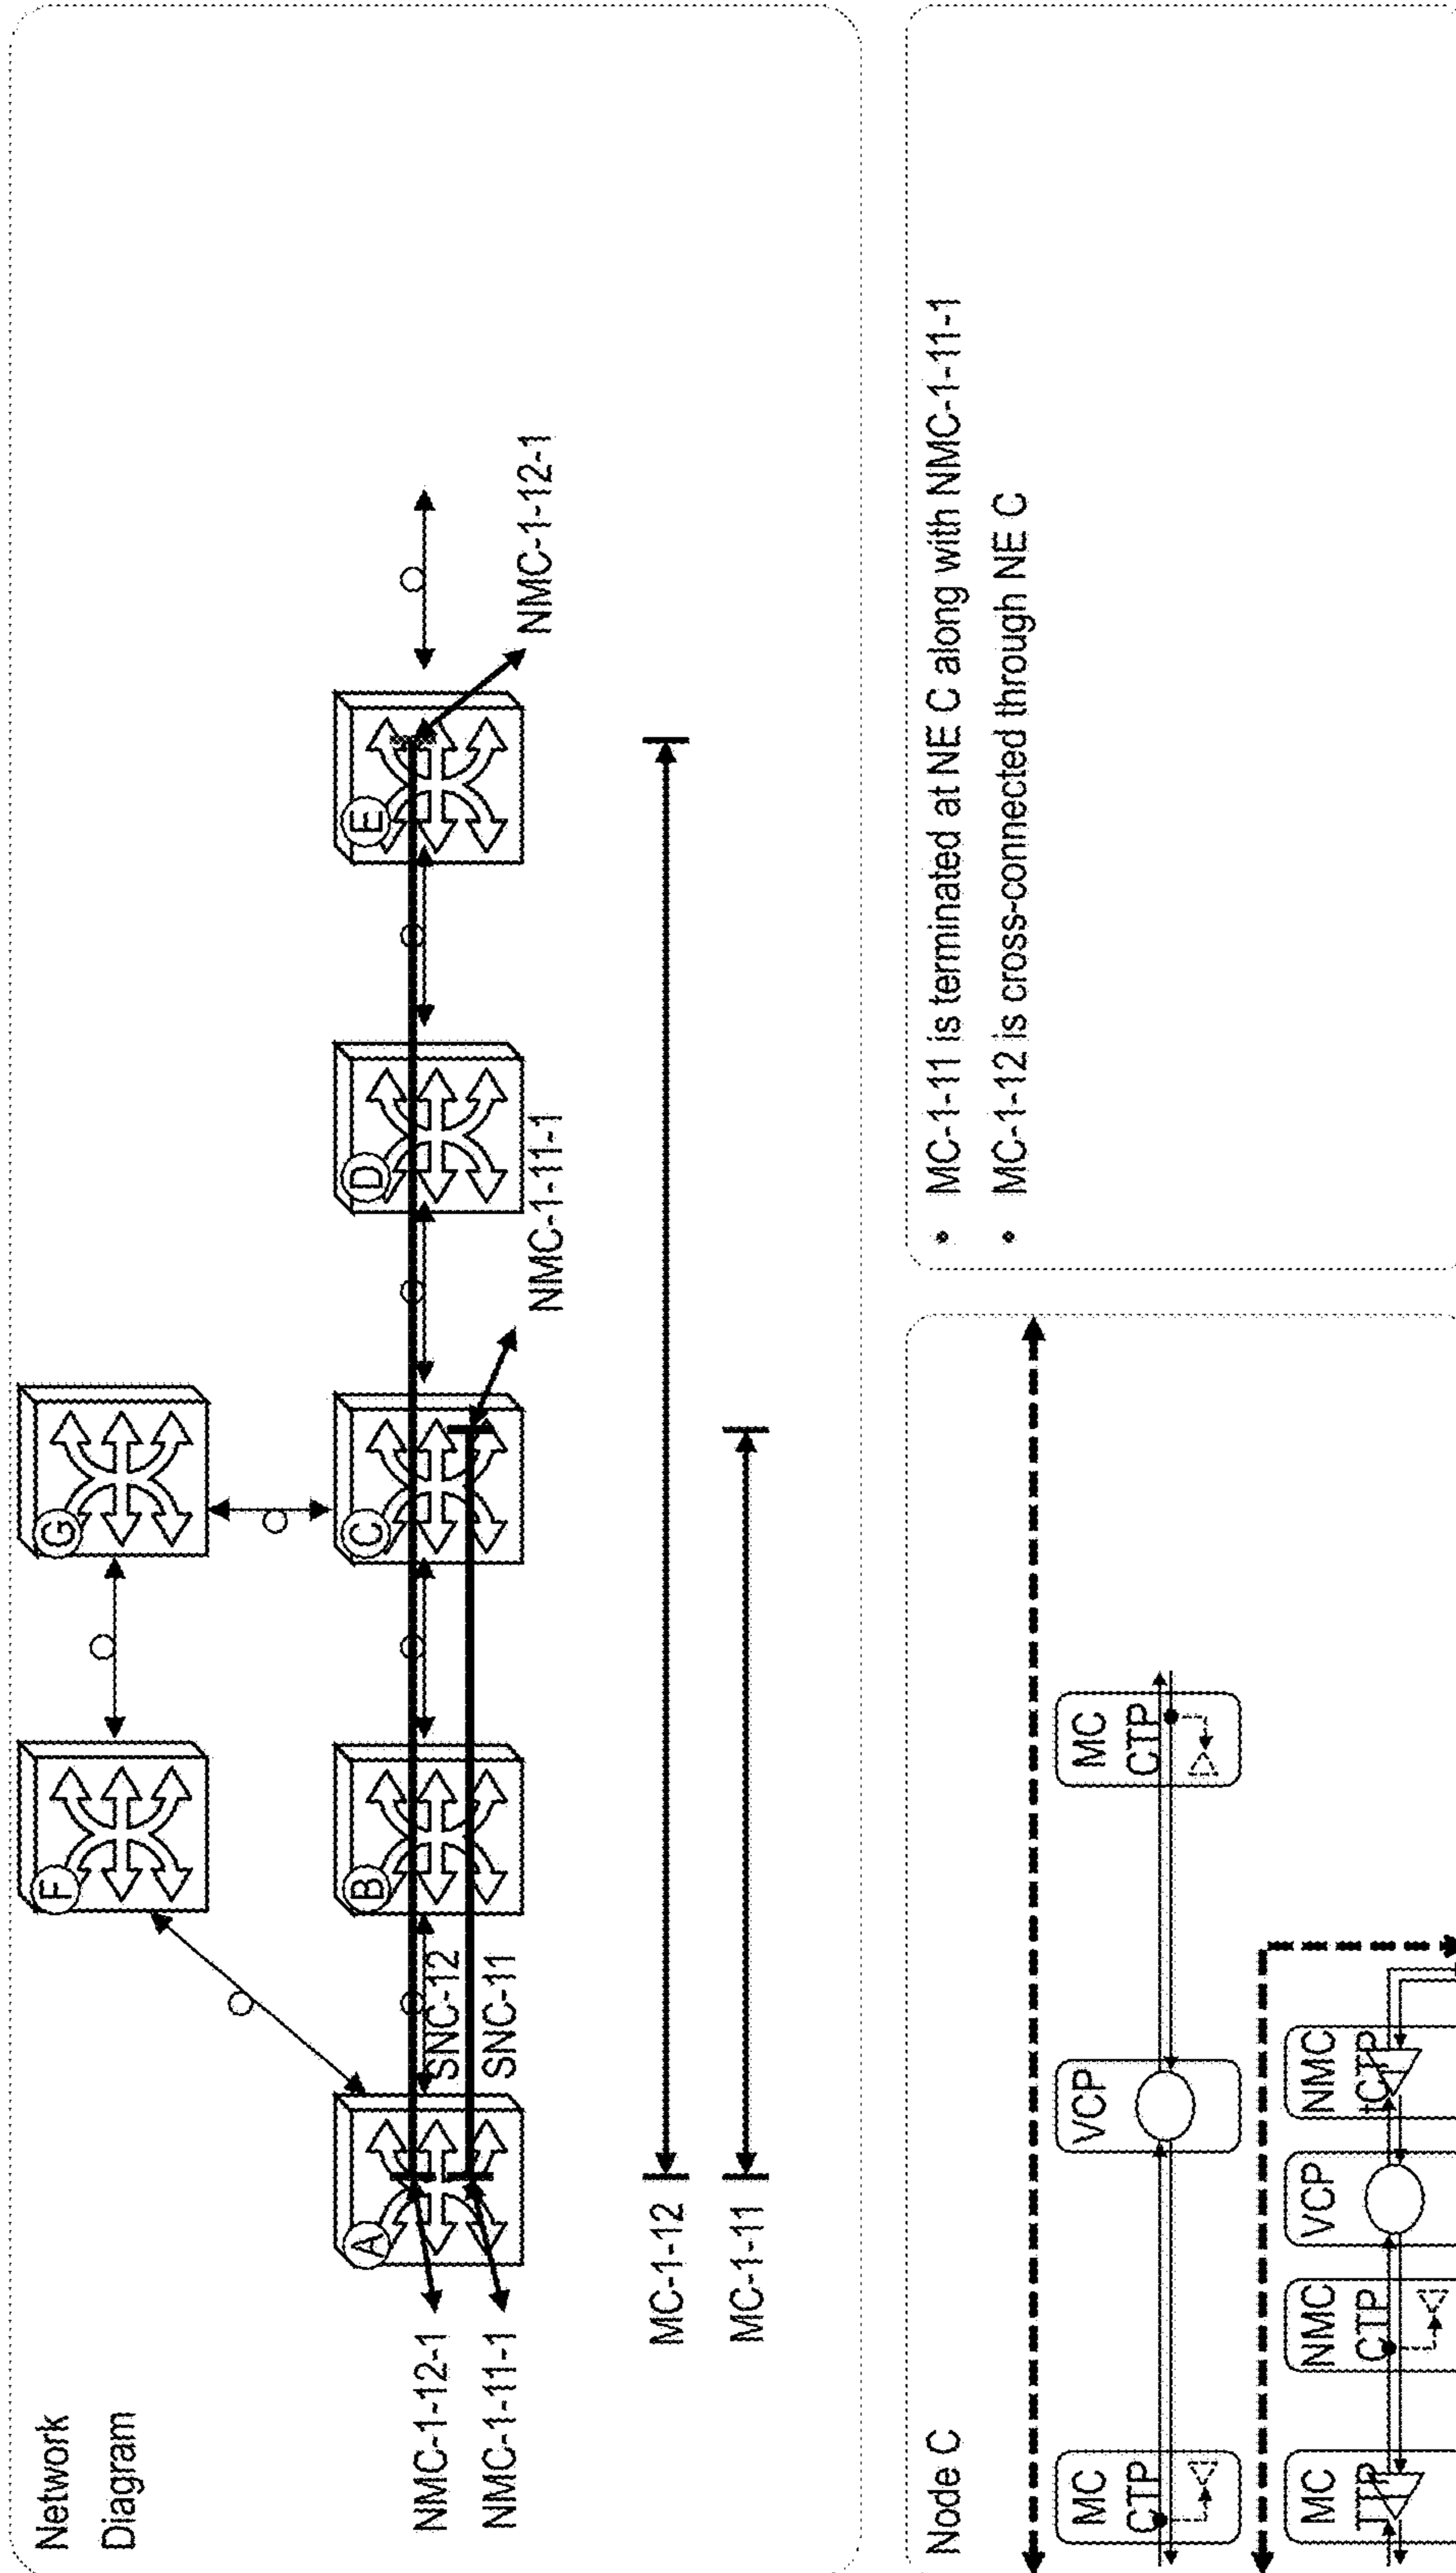 Network
Diagram
F
G
A
B
C
D
E
SNC-12
SNC-11
NMC-1-12-1
NMC-1-11-1
NMC-1-11-1
NMC-1-12-1
MC-1-12
MC-1-11
Node C
MC
CTP
VCP
MC
CTP
MC
TTP
NMC
CTP
VCP
NMC
tCTP
• MC-1-11 is terminated at NE C along with NMC-1-11-1
• MC-1-12 is cross-connected through NE C